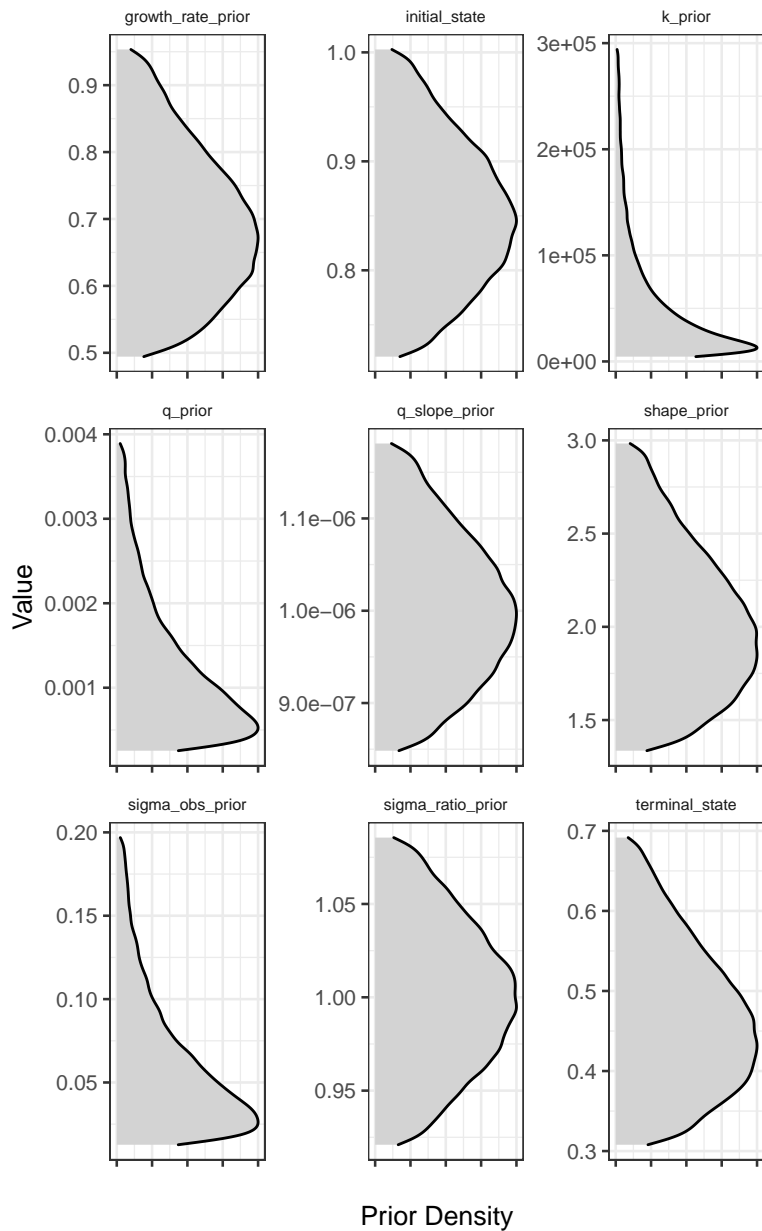 growth_rate_prior
initial_state
k_prior
0.9
0.8
0.7
0.6
0.5
1.0
0.9
0.8
3e+05
2e+05
1e+05
0e+00
q_prior
q_slope_prior
shape_prior
0.004
0.003
0.002
0.001
1.1e−06
1.0e−06
9.0e−07
3.0
2.5
2.0
1.5
Value
sigma_obs_prior
sigma_ratio_prior
terminal_state
0.20
0.15
0.10
0.05
1.05
1.00
0.95
0.7
0.6
0.5
0.4
0.3
Prior Density